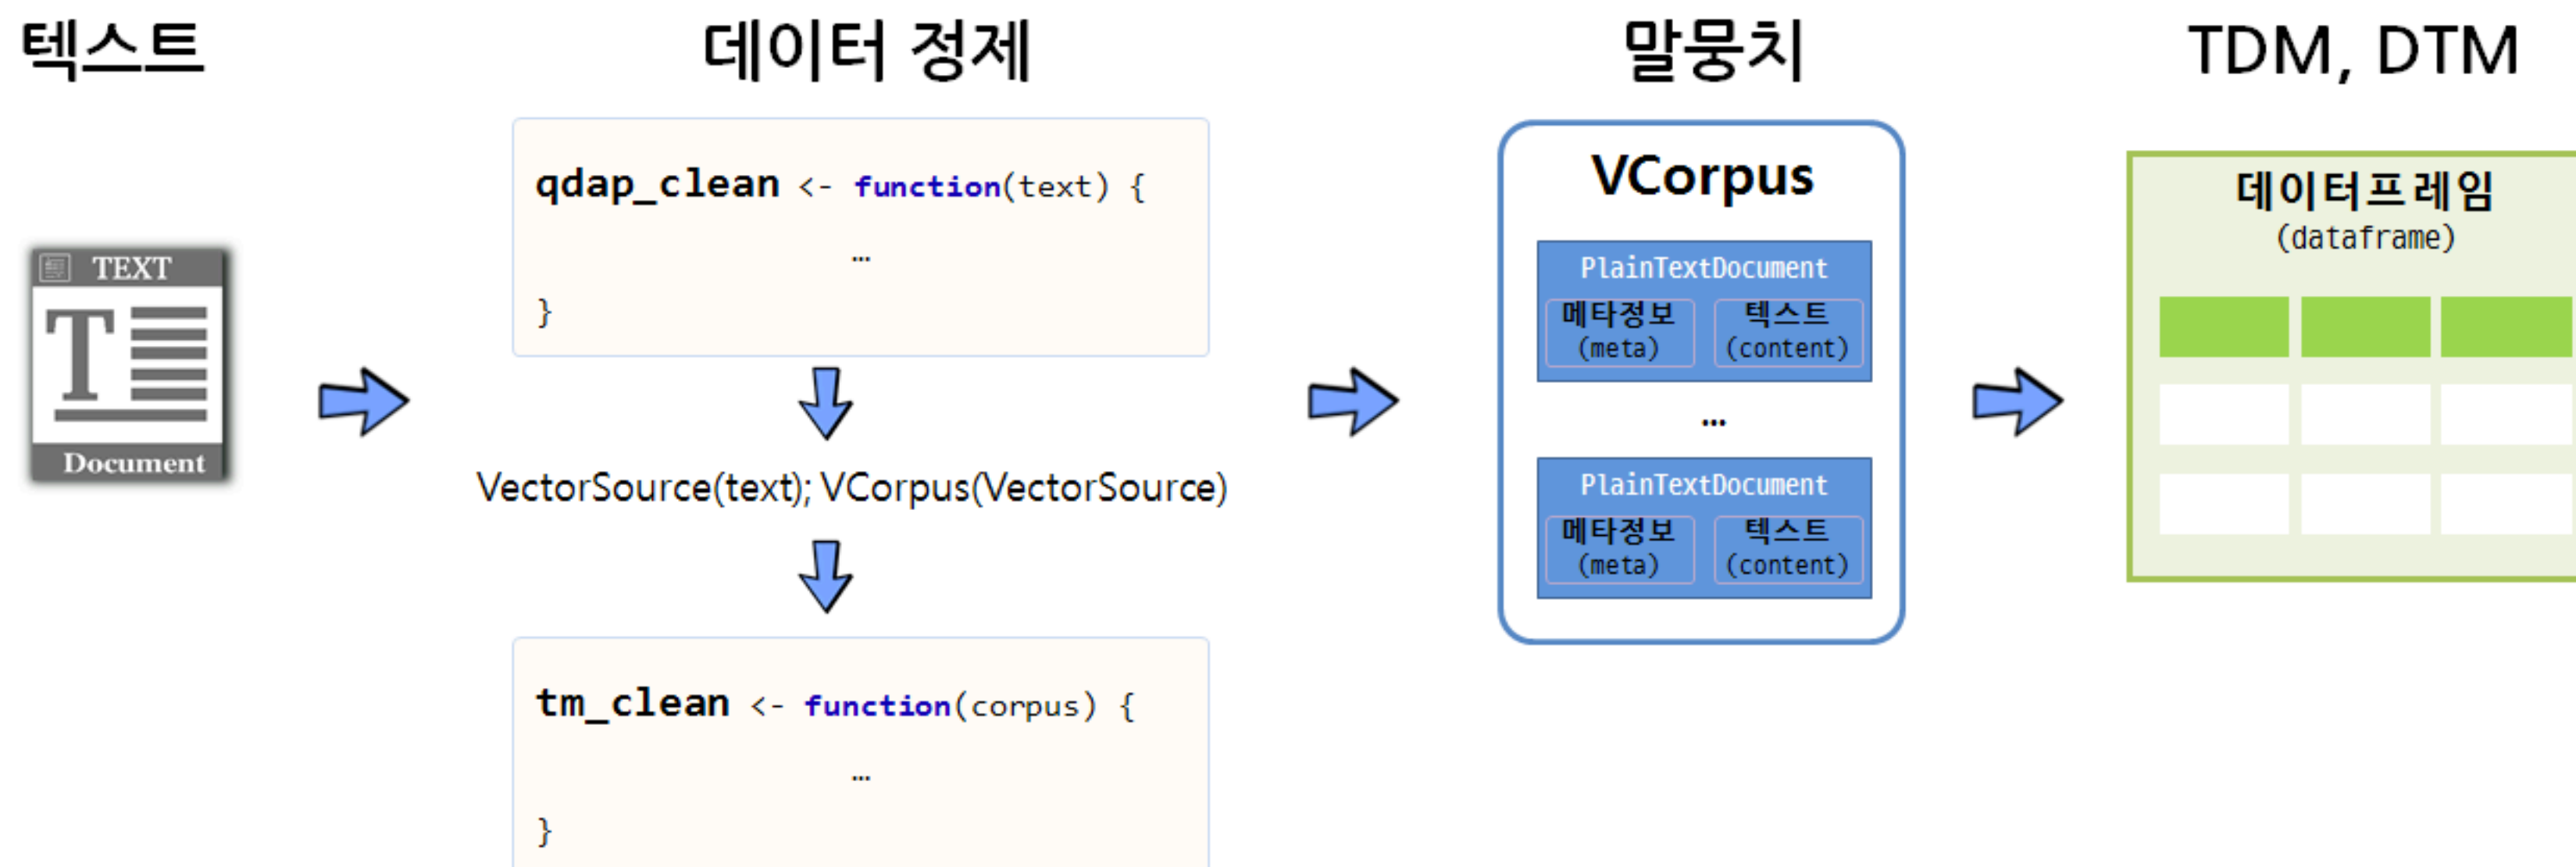 텍스트
TEXT
T
Document
데이터 정제
qdap_clean <- function(text) {
…
}
VectorSource(text); VCorpus(VectorSource)
tm_clean <- function(corpus) {
…
}
말뭉치
VCorpus
PlainTextDocument
메타정보 텍스트
(meta) (content)
…
PlainTextDocument
메타정보 텍스트
(meta) (content)
TDM, DTM
데이터프레임
(dataframe)